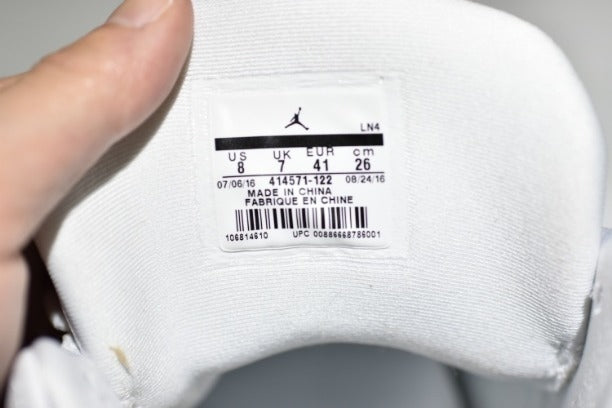 LN4
US UK EUR cm
8 7 41 26
07/06/16 414571-122 08/24/16
MADE IN CHINA
FABRIQUE EN CHINE
106814610 UPC 00886668786001